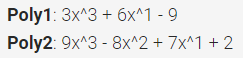 Poly1: 3x^3 + 6x^1 - 9
Poly2: 9x^3 - 8x^2 + 7x^1 + 2